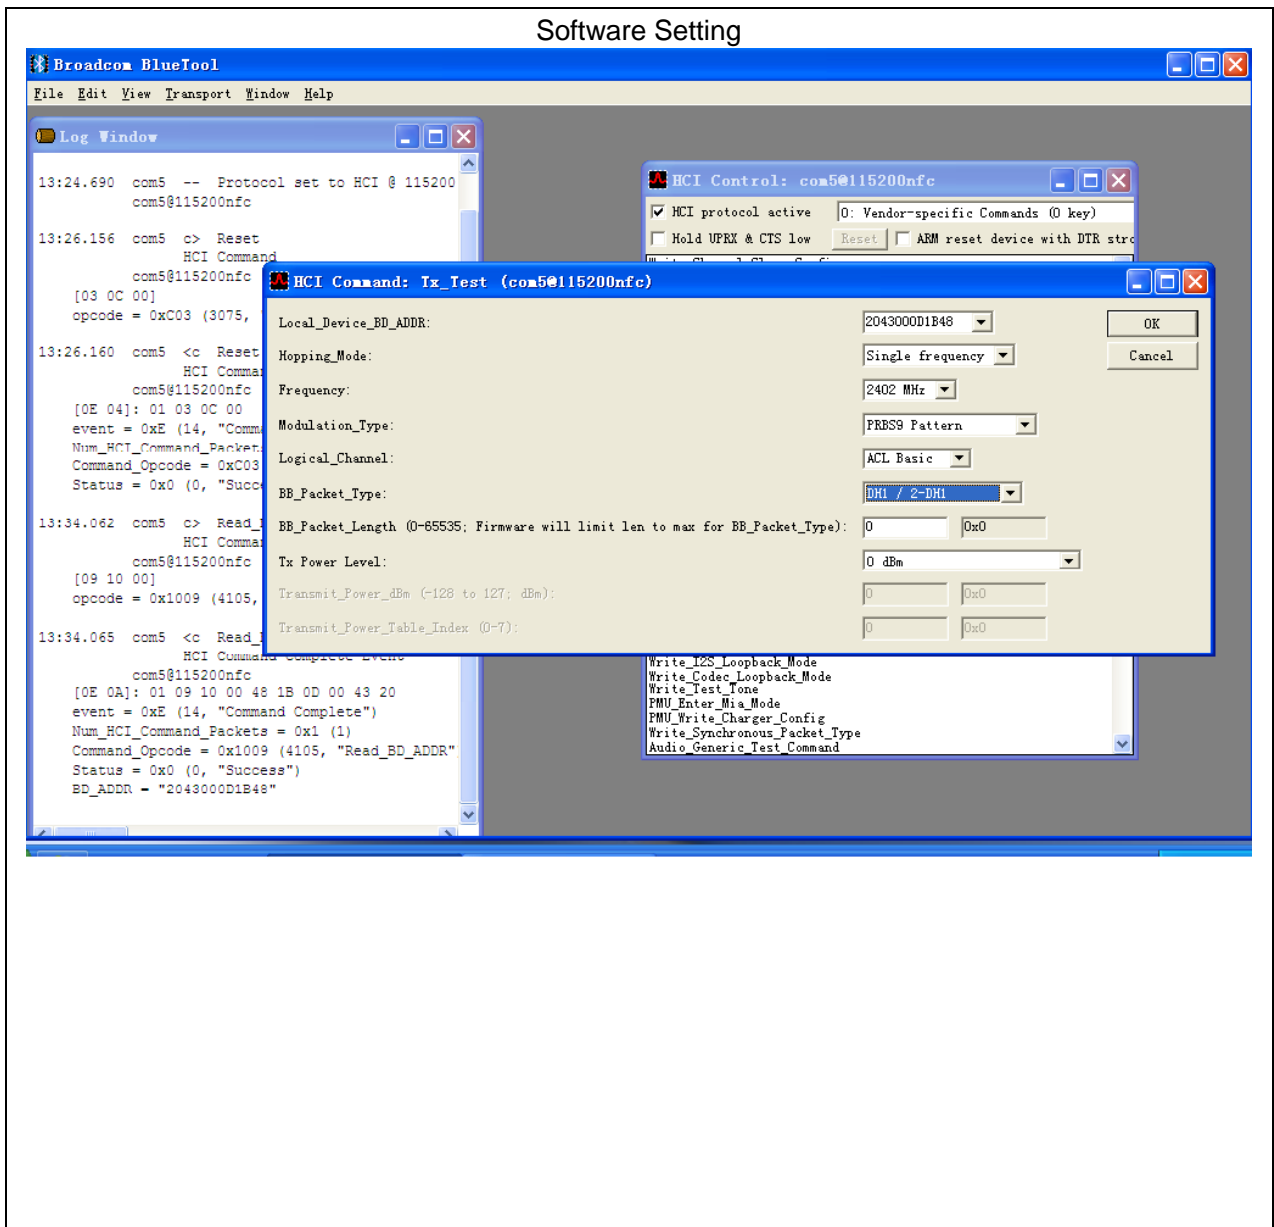 Software Setting
Broadcom BlueTool
File Edit View Transport Window Help
Log Window
13:24.690 com5 -- Protocol set to HCI @ 115200
com5@115200nfc
13:26.156 com5 c> Reset
HCI Command
com5@115200nfc
[03 0C 00]
opcode = 0xC03 (3075,
13:26.160 com5 <c Reset
HCI
com5@115200nfc
[0E 04]: 01 03 0C 00
event = 0xE (14,
Command_Opcode = 0xC03
Status = 0x0 (0,
13:34.062 com5 c>
HCI
com5@115200nfc
[09 10 00]
opcode = 0x1009 (4105,
13:34.065 com5 <c
HCI Command Complete Event
com5@115200nfc
[0E 0A]: 01 09 10 00 48 1B 0D 00 43 20
event = 0xE (14, "Command Complete")
Num_HCI_Command_Packets = 0x1 (1)
Command_Opcode = 0x1009 (4105, "Read_BD_ADDR"
Status = 0x0 (0, "Success")
BD_ADDR = "2043000D1B48"
HCI Control: com5@115200nfc
HCI protocol active 0: Vendor-specific Commands (0 key)
Hold UPRX & CTS low Reset ARM reset device with DTR
HCI Command: Tx_Test (com5@115200nfc)
Local_Device_BD_ADDR: 2043000D1B48 OK
Hopping_Mode: Single frequency Cancel
Frequency: 2402 MHz
Modulation_Type: PRBS9 Pattern
Logical_Channel: ACL Basic
BB_Packet_Type: DH1 / 2-DH1
BB_Packet_Length (0-65535; Firmware will limit len to max for BB_Packet_Type): 0 0x0
Tx Power Level: 0 dBm
Transmit_Power_dBm (-128 to 127; dBm): 0 0x0
Transmit_Power_Table_Index (0-7): 0 0x0
Write_I2S_Loopback_Mode
Write_Codec_Loopback_Mode
Write_Test_Tone
PMU_Enter_Mia_Mode
PMU_Write_Charger_Config
Write_Synchronous_Packet_Type
Audio_Generic_Test_Command